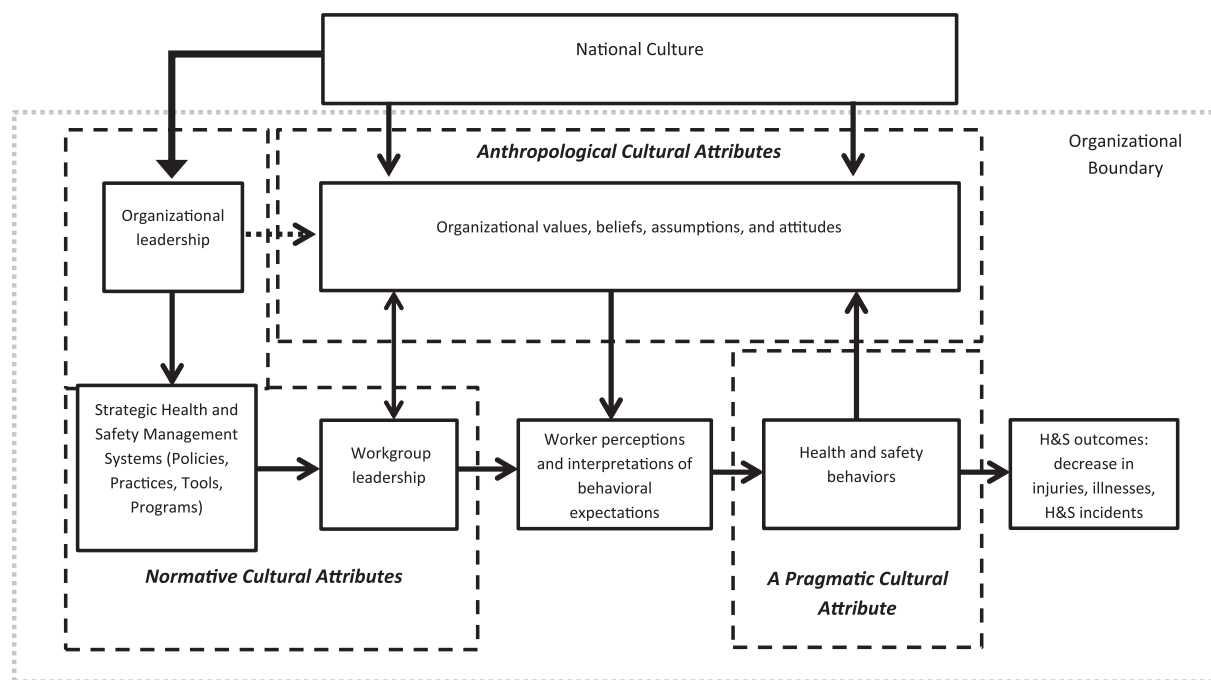 National Culture
Organizational
Boundary
Anthropological Cultural Attributes
Organizational
leadership
Organizational values, beliefs, assumptions, and attitudes
Strategic Health and
Safety Management
Systems (Policies,
Practices, Tools,
Programs)
Workgroup
leadership
Worker perceptions
and interpretations of
behavioral
expectations
Health and safety
behaviors
H&S outcomes:
decrease in
injuries, illnesses,
H&S incidents
Normative Cultural Attributes
A Pragmatic Cultural
Attribute